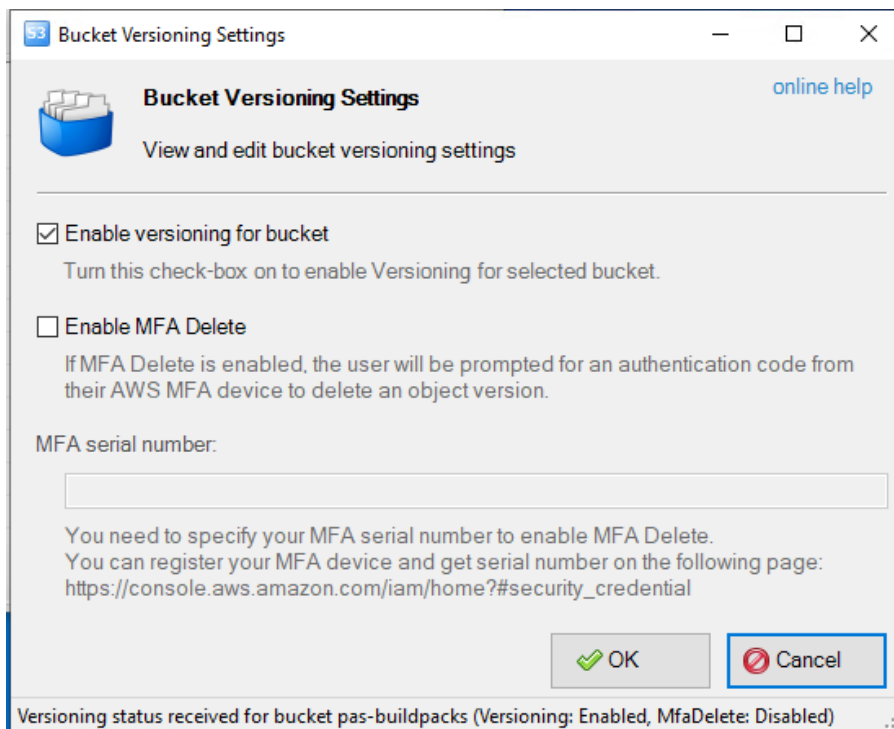 S3 Bucket Versioning Settings
Bucket Versioning Settings
online help
View and edit bucket versioning settings
Enable versioning for bucket
Turn this check-box on to enable Versioning for selected bucket.
Enable MFA Delete
If MFA Delete is enabled, the user will be prompted for an authentication code from
their AWS MFA device to delete an object version.
MFA serial number:
You need to specify your MFA serial number to enable MFA Delete.
You can register your MFA device and get serial number on the following page:
https://console.aws.amazon.com/iam/home?#security_credential
OK
Cancel
Versioning status received for bucket pas-buildpacks (Versioning: Enabled, MfaDelete: Disabled)